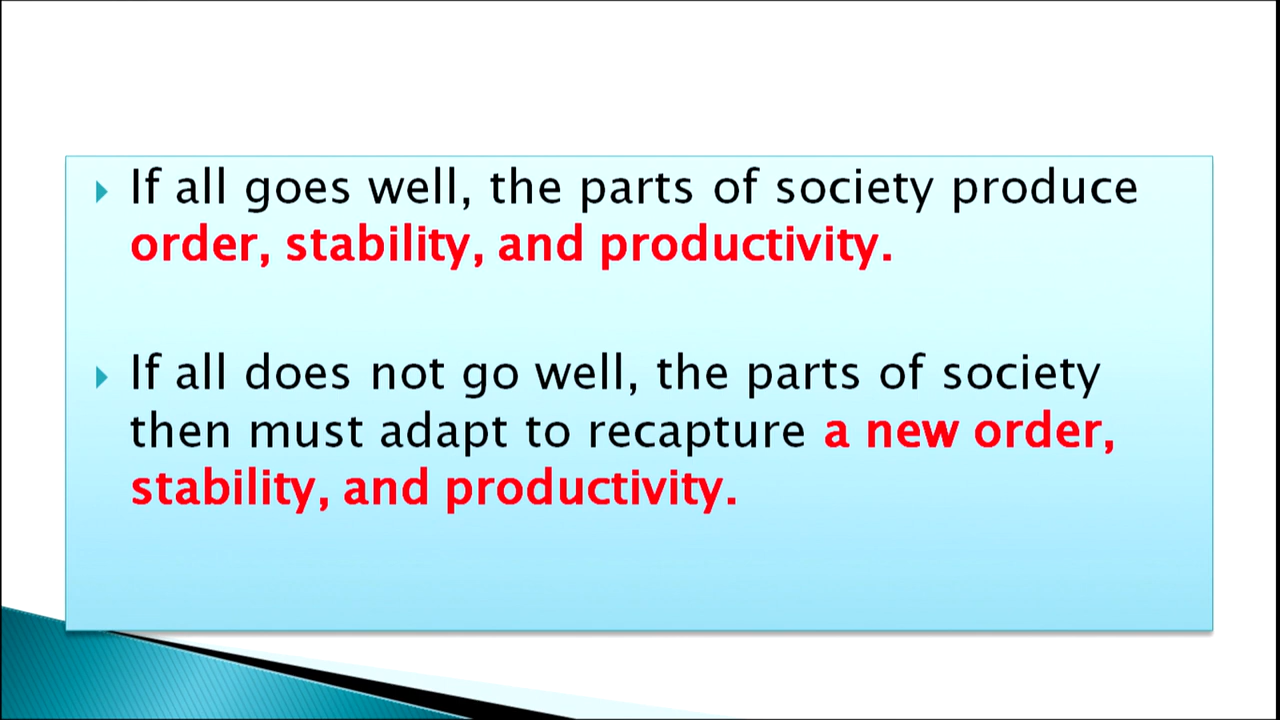 If all goes well, the parts of society produce
order, stability, and productivity.
If all does not go well, the parts of society
then must adapt to recapture a new order,
stability, and productivity.